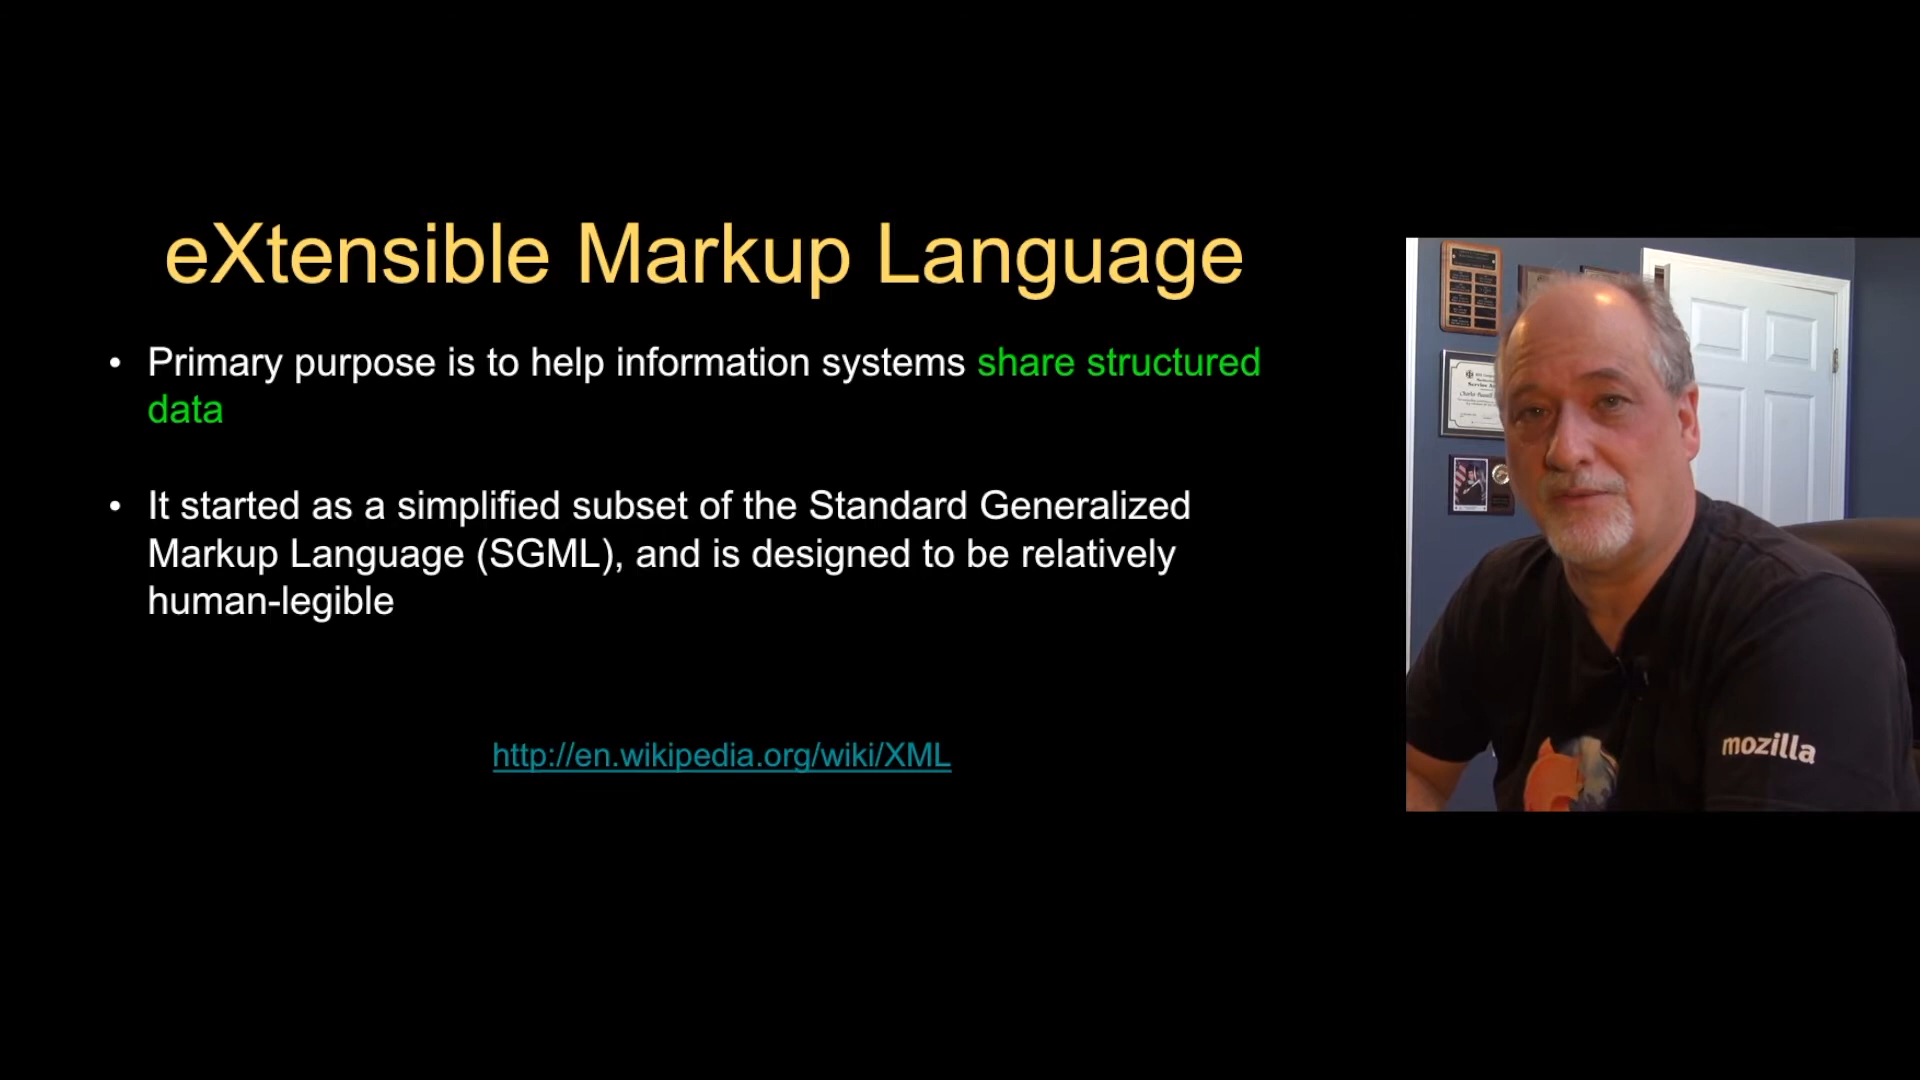 eXtensible Markup Language
• Primary purpose is to help information systems share structured
data
• It started as a simplified subset of the Standard Generalized
Markup Language (SGML), and is designed to be relatively
human-legible
http://en.wikipedia.org/wiki/XML
mozilla